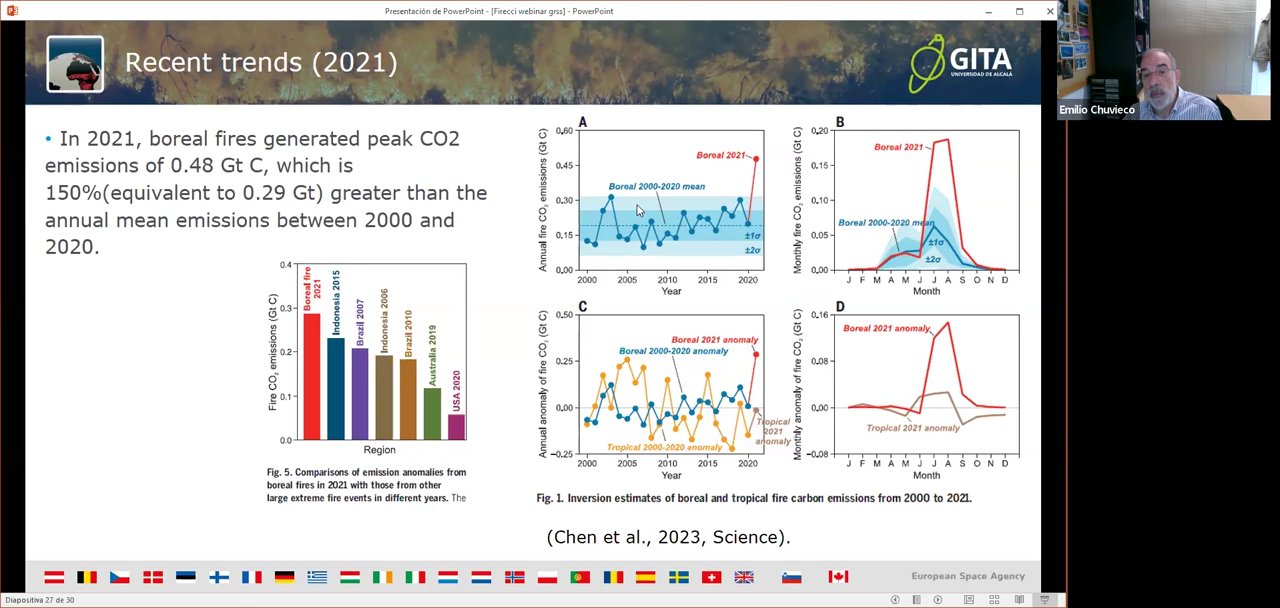 Presentación de PowerPoint - [Firecci webinar grss] - PowerPoint
Emilio Chuvieco
Recent trends (2021)
GITA
UNIVERSIDAD DE ALCALÁ
• In 2021, boreal fires generated peak CO2
emissions of 0.48 Gt C, which is
150%(equivalent to 0.29 Gt) greater than the
annual mean emissions between 2000 and
2020.
Fire CO2 emissions (Gt C)
0.4
0.3
0.2
0.1
0.0
Boreal fire
2021
Indonesia 2015
Brazil 2007
Indonesia 2006
Brazil 2010
Australia 2019
USA 2020
Region
Fig. 5. Comparisons of emission anomalies from
boreal fires in 2021 with those from other
large extreme fire events in different years. The
A
Annual fire CO2 emissions (Gt C)
0.60
0.45
0.30
0.15
0.00
Boreal 2021
Boreal 2000-2020 mean
±1σ
±2σ
2000 2005 2010 2015 2020
Year
B
Monthly fire CO2 emissions (Gt C)
0.20
0.15
0.10
0.05
0.00
Boreal 2021
Boreal 2000-2020 mean
±1σ
±2σ
J F M A M J J A S O N D
Month
C
Annual anomaly of fire CO2 (Gt C)
0.50
0.25
0.00
−0.25
Boreal 2021 anomaly
Boreal 2000-2020 anomaly
Tropical
2021
anomaly
Tropical 2000-2020 anomaly
2000 2005 2010 2015 2020
Year
D
Monthly anomaly of fire CO2 (Gt C)
0.16
0.08
0.00
−0.08
Boreal 2021 anomaly
Tropical 2021 anomaly
J F M A M J J A S O N D
Month
Fig. 1. Inversion estimates of boreal and tropical fire carbon emissions from 2000 to 2021.
(Chen et al., 2023, Science).
European Space Agency
Diapositiva 27 de 30